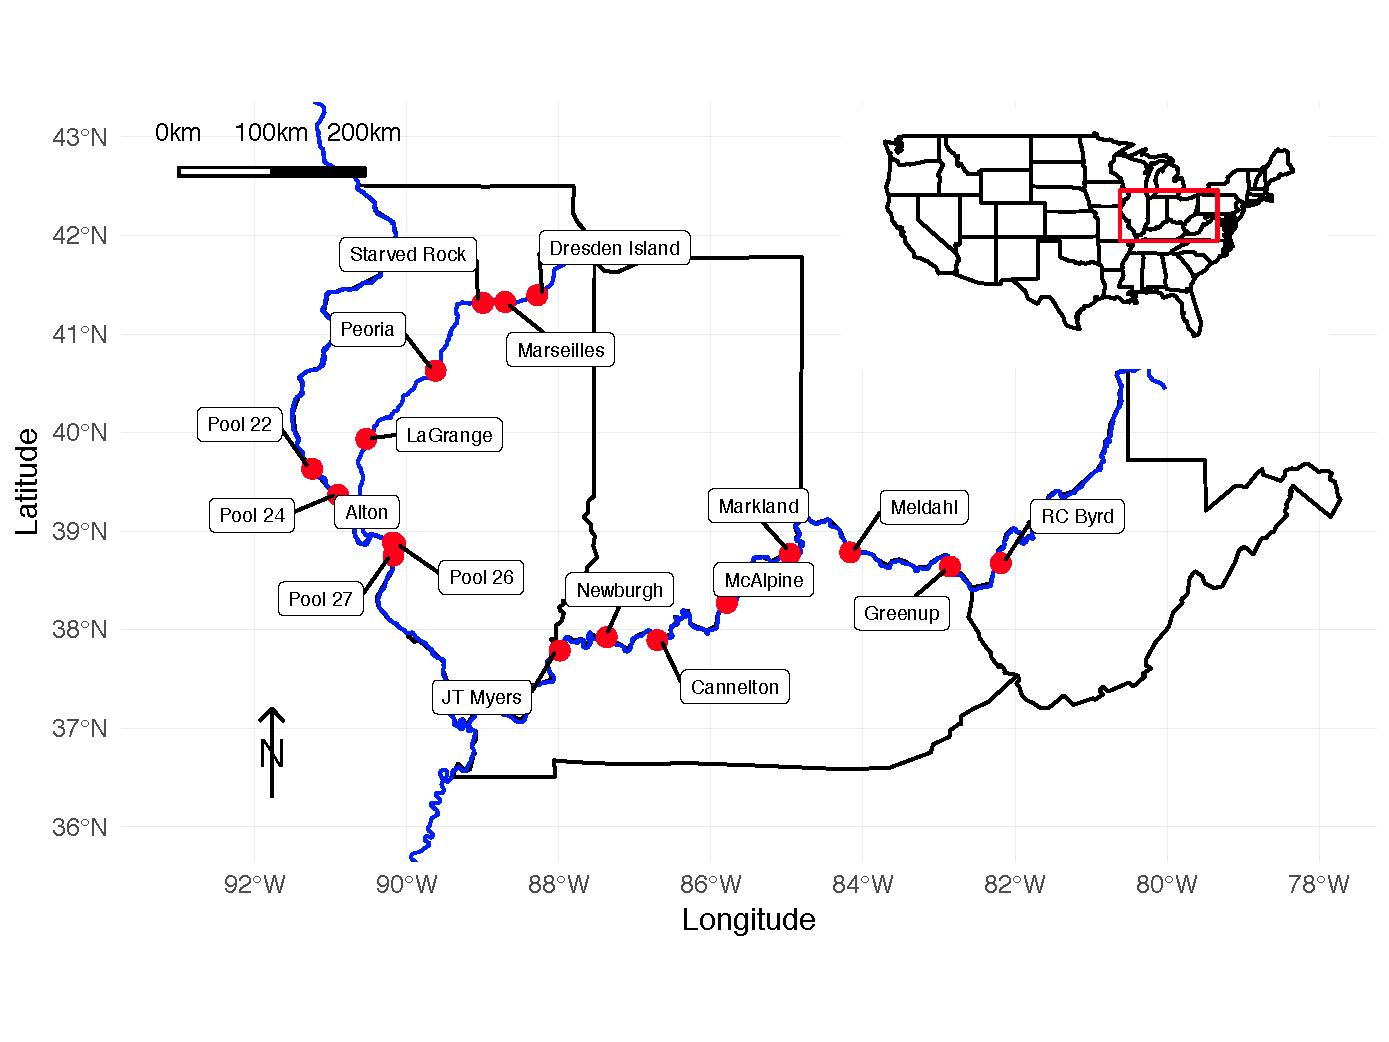 43°N
0km 100km 200km
42°N
Starved Rock
Dresden Island
41°N
Peoria
Marseilles
40°N
Pool 22
LaGrange
Pool 24
Alton
Markland
Meldahl
RC Byrd
39°N
Pool 26
Pool 27
McAlpine
Newburgh
Greenup
38°N
JT Myers
Cannelton
37°N
N
36°N
92°W 90°W 88°W 86°W 84°W 82°W 80°W 78°W
Longitude
Latitude